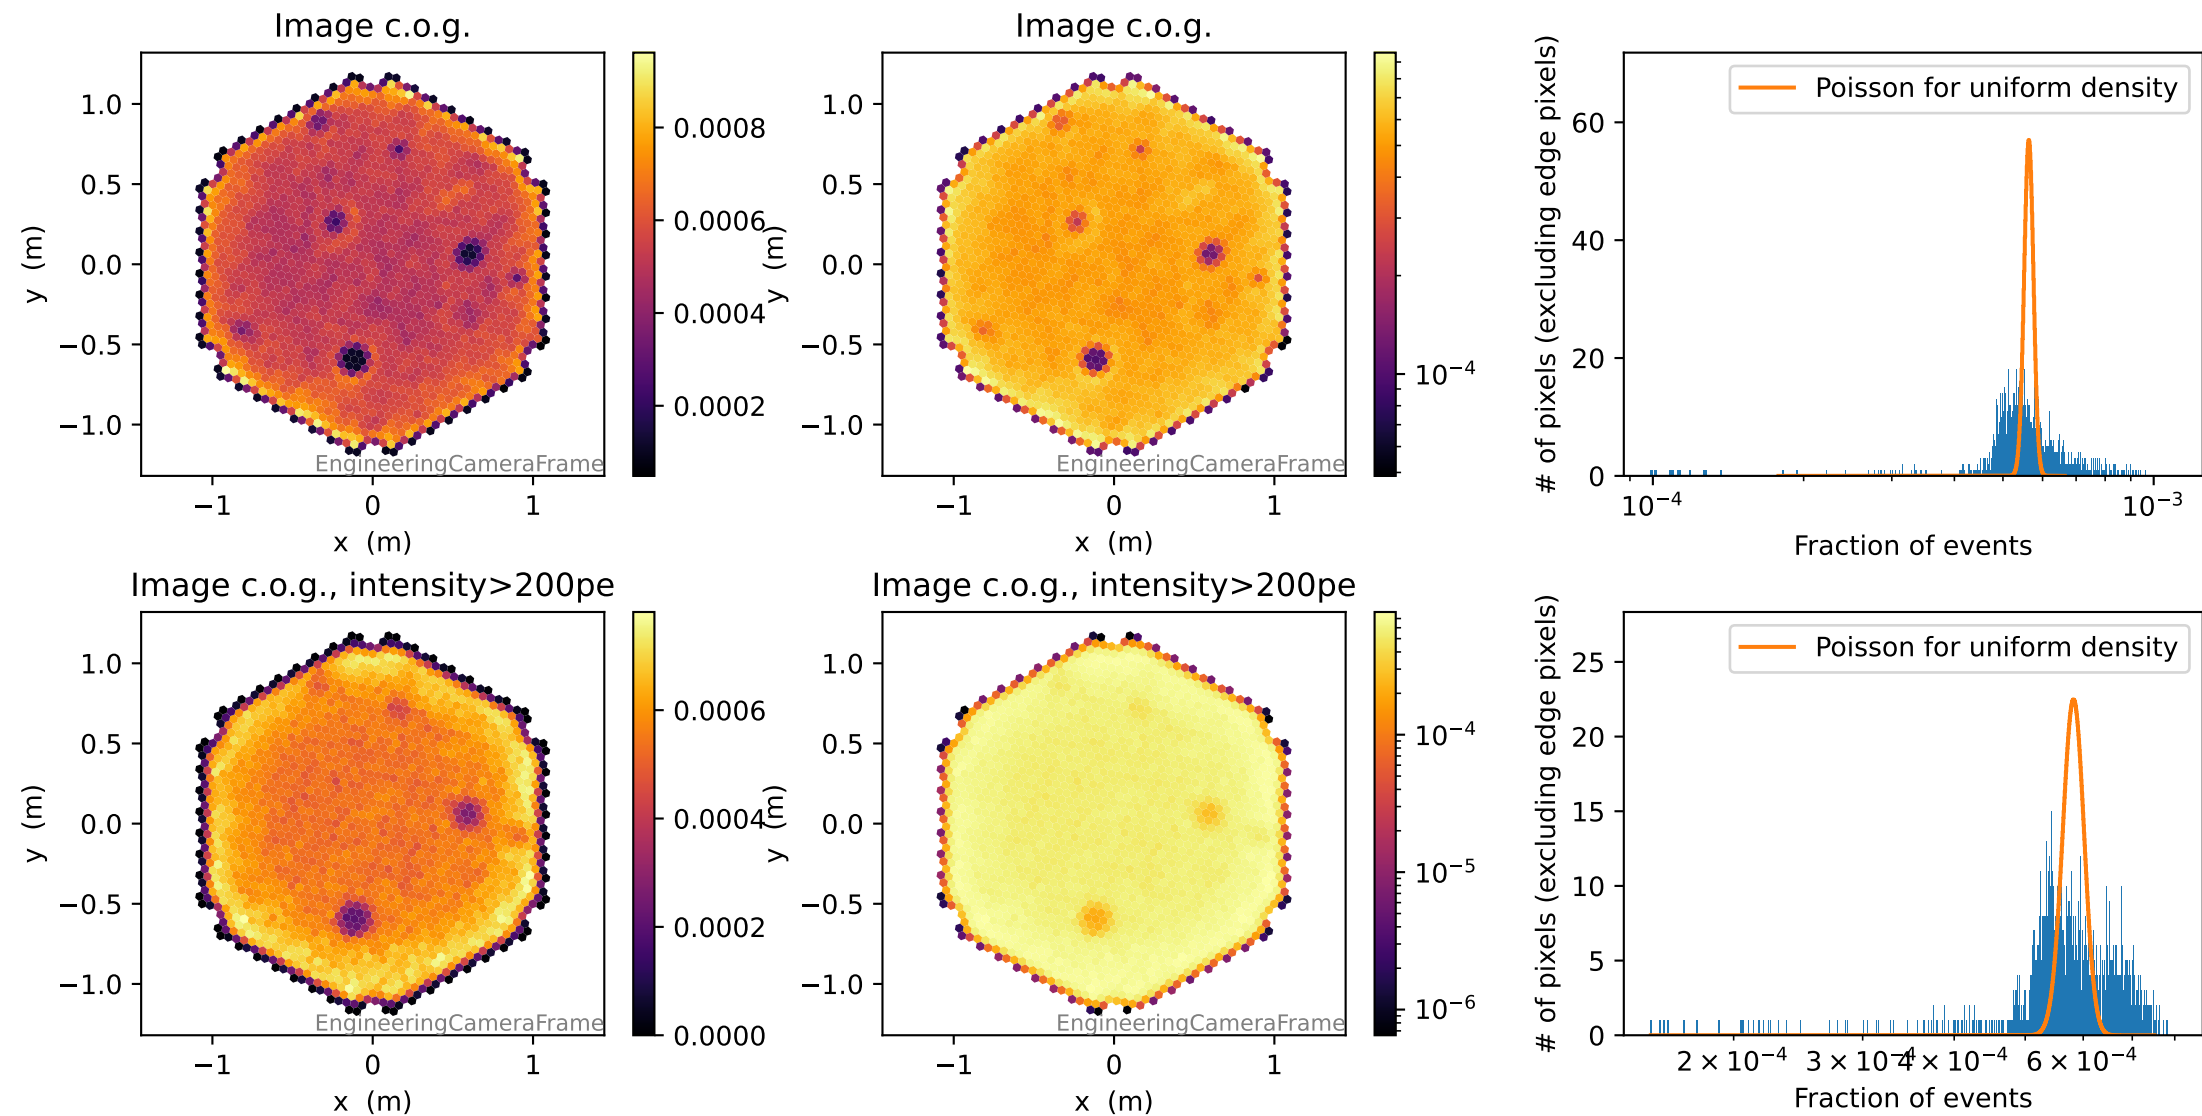 Image c.o.g.
1.0
0.5
0.0
−0.5
−1.0
y (m)
−1 0 1
x (m)
EngineeringCameraFrame
0.0008
0.0006
0.0004
0.0002
Image c.o.g.
1.0
0.5
0.0
−0.5
−1.0
y (m)
−1 0 1
x (m)
EngineeringCameraFrame
10⁻⁴
Poisson for uniform density
60
40
20
0
# of pixels (excluding edge pixels)
10⁻⁴ 10⁻³
Fraction of events
Image c.o.g., intensity>200pe
1.0
0.5
0.0
−0.5
−1.0
y (m)
−1 0 1
x (m)
EngineeringCameraFrame
0.0006
0.0004
0.0002
0.0000
Image c.o.g., intensity>200pe
1.0
0.5
0.0
−0.5
−1.0
y (m)
−1 0 1
x (m)
EngineeringCameraFrame
10⁻⁴
10⁻⁵
10⁻⁶
Poisson for uniform density
25
20
15
10
5
0
# of pixels (excluding edge pixels)
2 × 10⁻⁴ 3 × 10⁻⁴ 4 × 10⁻⁴ 6 × 10⁻⁴
Fraction of events